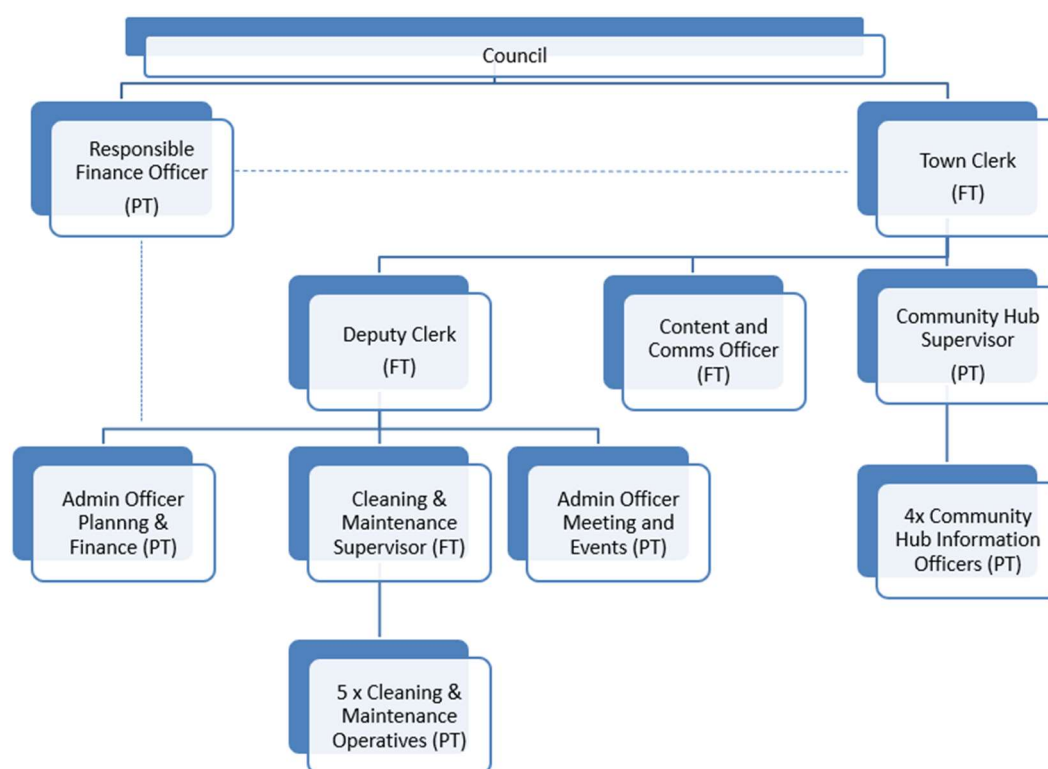 Council
Responsible
Finance Officer
(PT)
Town Clerk
(FT)
Deputy Clerk
(FT)
Content and
Comms Officer
(FT)
Community Hub
Supervisor
(PT)
Admin Officer
Plannng &
Finance (PT)
Cleaning &
Maintenance
Supervisor (FT)
Admin Officer
Meeting and
Events (PT)
4x Community
Hub Information
Officers (PT)
5 x Cleaning &
Maintenance
Operatives (PT)